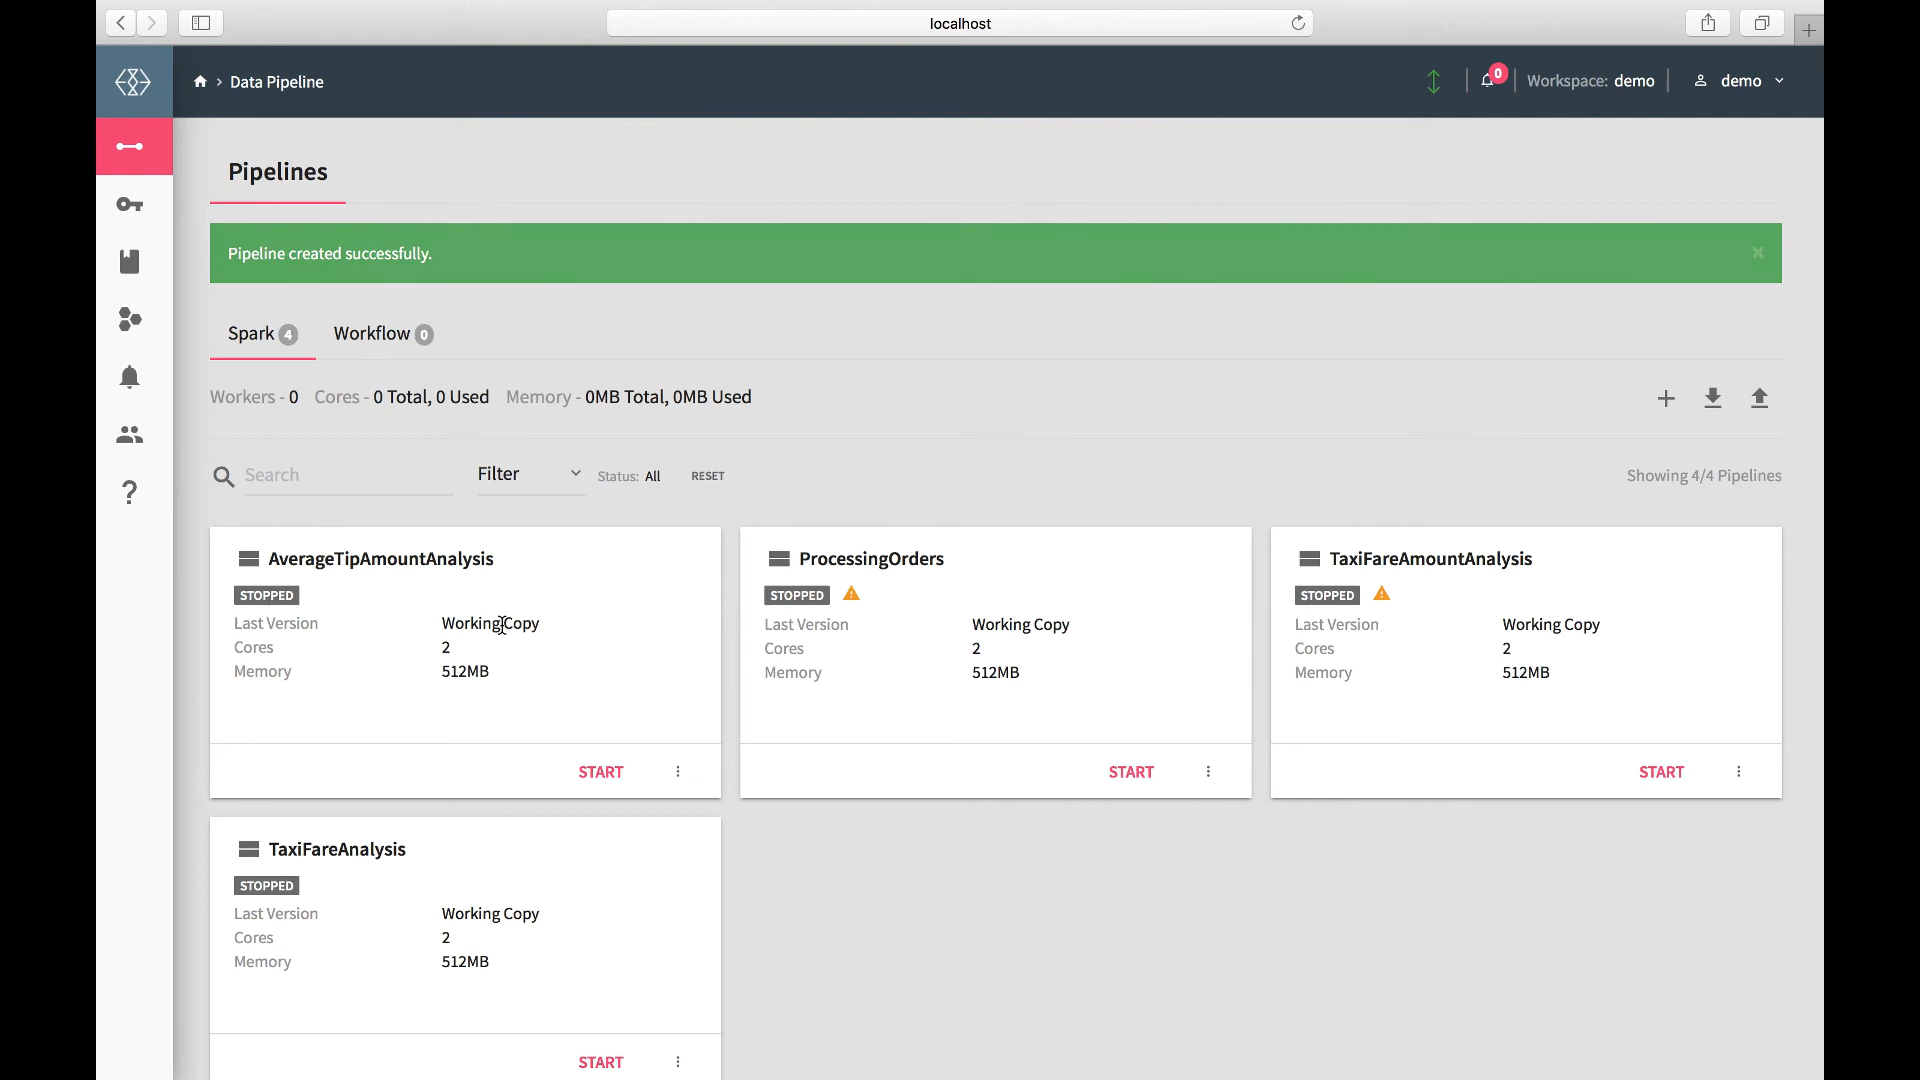 localhost
Data Pipeline
0
Workspace: demo
demo
Pipelines
Pipeline created successfully.
Spark 4
Workflow 0
Workers - 0 Cores - 0 Total, 0 Used Memory - 0MB Total, 0MB Used
Search
Filter
Status: All
RESET
Showing 4/4 Pipelines
AverageTipAmountAnalysis
STOPPED
Last Version Working Copy
Cores 2
Memory 512MB
START
ProcessingOrders
STOPPED
Last Version Working Copy
Cores 2
Memory 512MB
START
TaxiFareAmountAnalysis
STOPPED
Last Version Working Copy
Cores 2
Memory 512MB
START
TaxiFareAnalysis
STOPPED
Last Version Working Copy
Cores 2
Memory 512MB
START